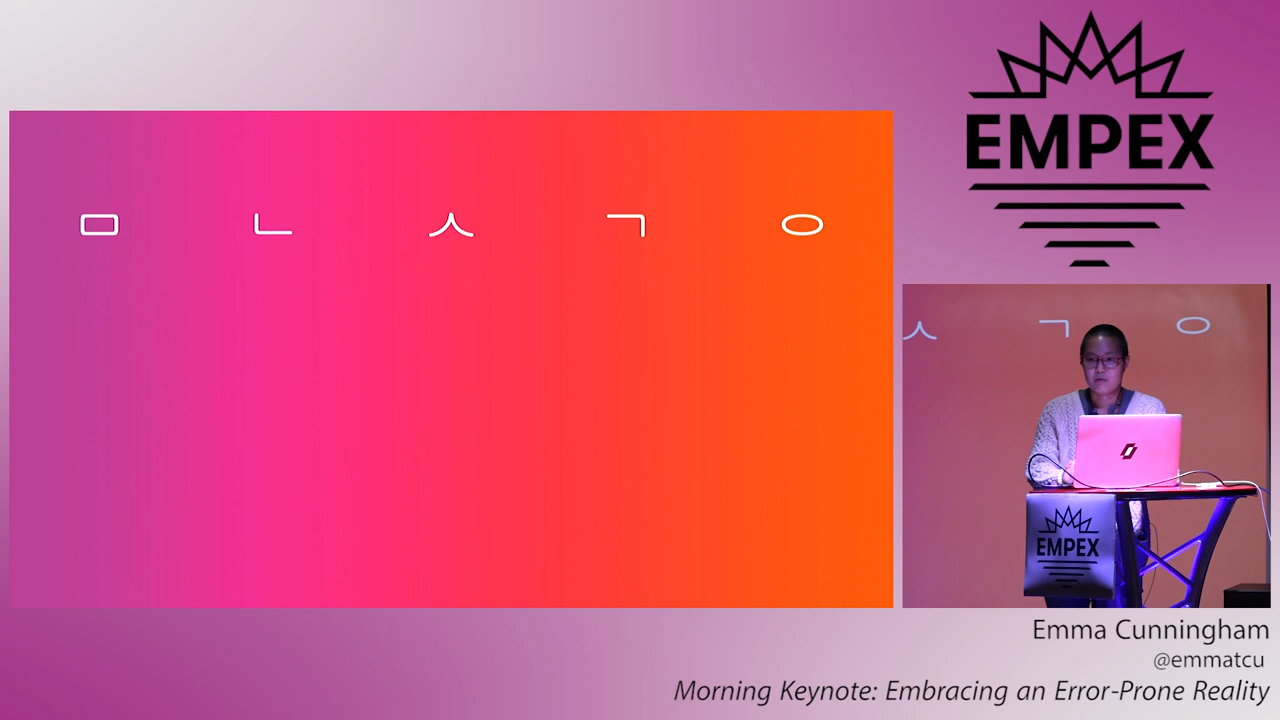 EMPEX
ㅁ ㄴ ㅅ ㄱ ㅇ
ㅅ ㄱ ㅇ
EMPEX
Emma Cunningham
@emmatcu
Morning Keynote: Embracing an Error-Prone Reality